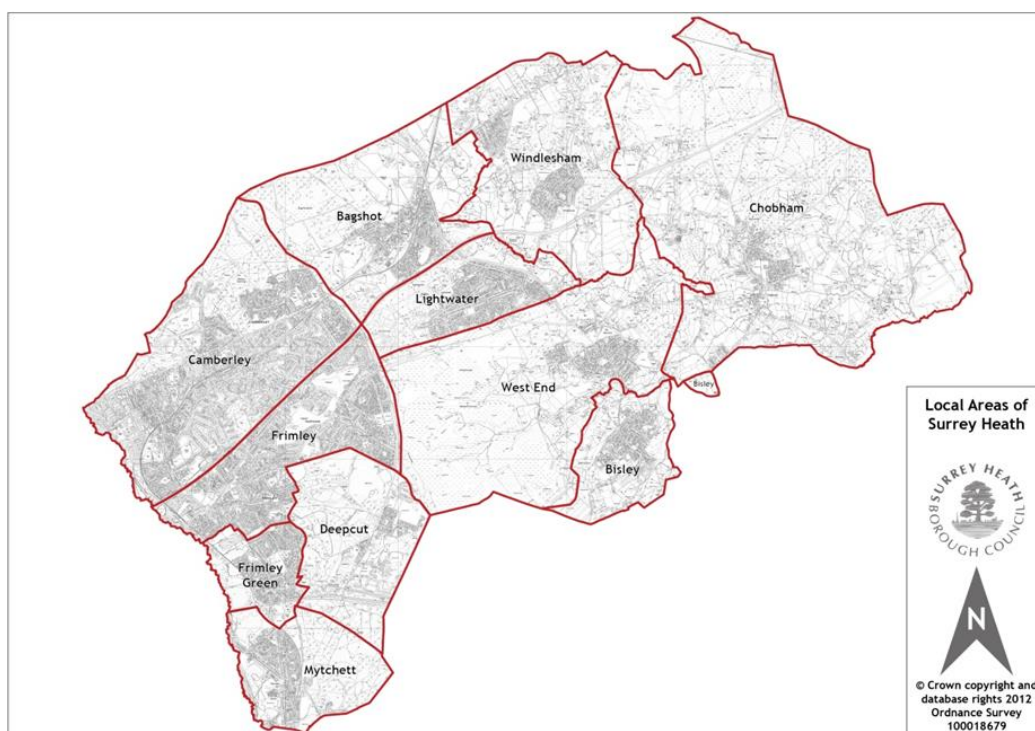 Windlesham
Chobham
Bagshot
Lightwater
Camberley
West End
Bisley
Frimley
Bisley
Deepcut
Frimley
Green
Mytchett
Local Areas of
Surrey Heath
SURREY HEATH
BOROUGH COUNCIL
N
© Crown copyright and
database rights 2012
Ordnance Survey
100018679